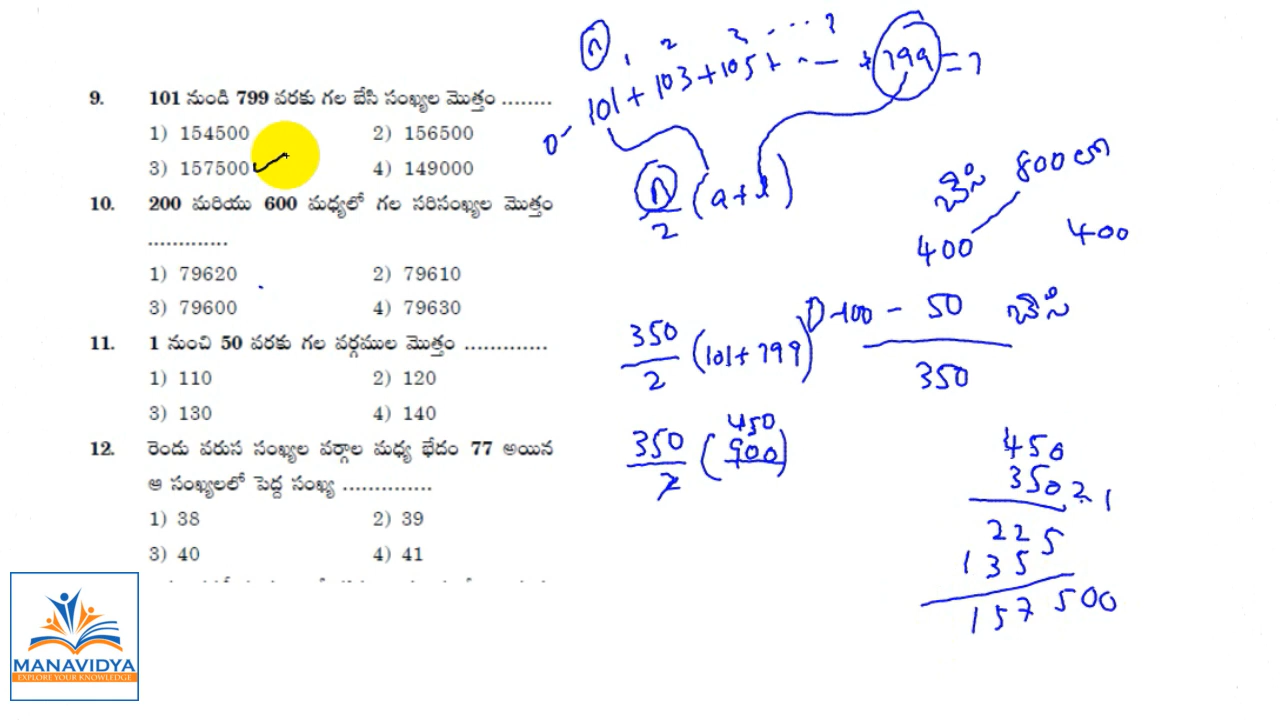 9. 101 నుండి 799 వరకు గల బేసి సంఖ్యల మొత్తం ........
1) 154500 2) 156500
3) 157500 4) 149000
10. 200 మరియు 600 మధ్యలో గల సరిసంఖ్యల మొత్తం
.............
1) 79620 2) 79610
3) 79600 4) 79630
11. 1 నుంచి 50 వరకు గల వర్గముల మొత్తం .............
1) 110 2) 120
3) 130 4) 140
12. రెండు వరుస సంఖ్యల వర్గాల మధ్య భేదం 77 అయిన
ఆ సంఖ్యలలో పెద్ద సంఖ్య ..............
1) 38 2) 39
3) 40 4) 41
MANAVIDYA
EXPLORE YOUR KNOWLEDGE
n 1 2 3 ... ?
101 + 103 + 105 + ... + 799 = ?
n/2 (a + l)
బేసి 800లో
400 400
400 - 50 బేసి
350
350/2 (101 + 799)
450
350/2 (900)
450
350
225
135
157500